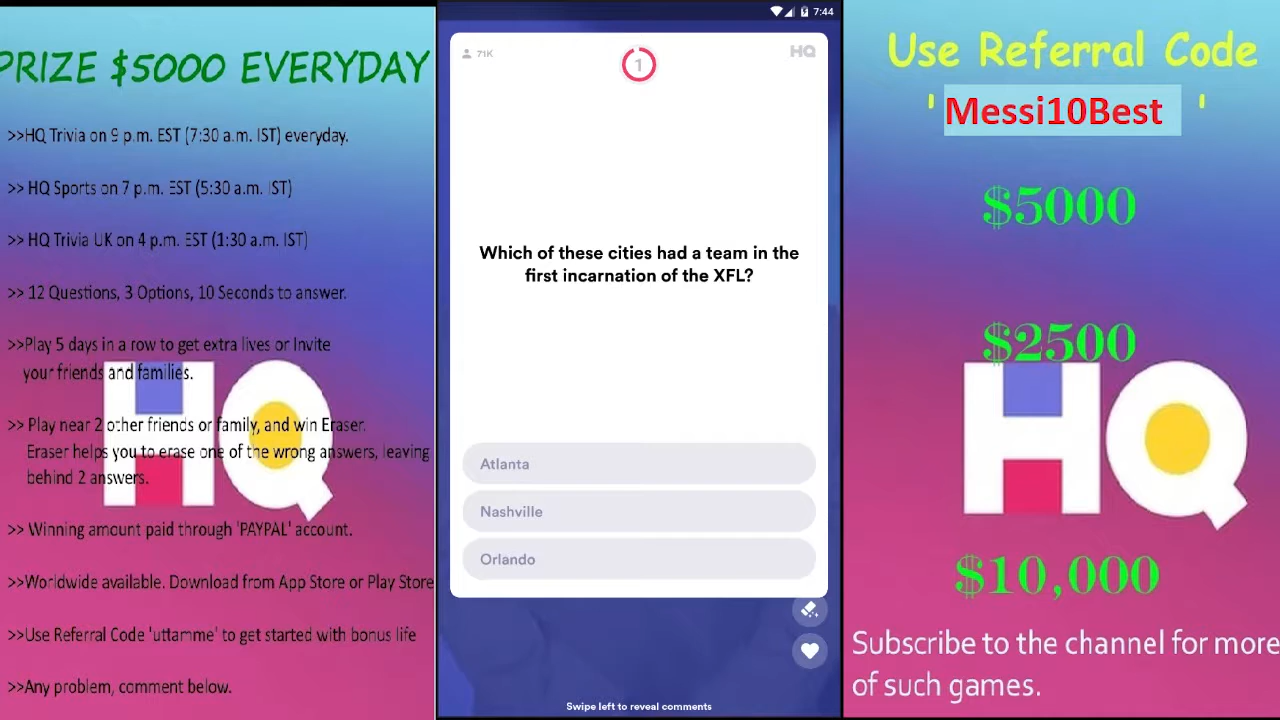 PRIZE $5000 EVERYDAY
>>HQ Trivia on 9 p.m. EST (7:30 a.m. IST) everyday.
>> HQ Sports on 7 p.m. EST (5:30 a.m. IST)
>> HQ Trivia UK on 4 p.m. EST (1:30 a.m. IST)
>> 12 Questions, 3 Options, 10 Seconds to answer.
>>Play 5 days in a row to get extra lives or Invite
your friends and families.
>> Play near 2 other friends or family, and win Eraser.
Eraser helps you to erase one of the wrong answers, leaving
behind 2 answers.
>> Winning amount paid through 'PAYPAL' account.
>>Worldwide available. Download from App Store or Play Store
>>Use Referral Code 'uttamme' to get started with bonus life
>>Any problem, comment below.
HQ
7:44
71K
1
HQ
Which of these cities had a team in the
first incarnation of the XFL?
Atlanta
Nashville
Orlando
Swipe left to reveal comments
Use Referral Code
' Messi10Best '
$5000
$2500
HQ
$10,000
Subscribe to the channel for more
of such games.